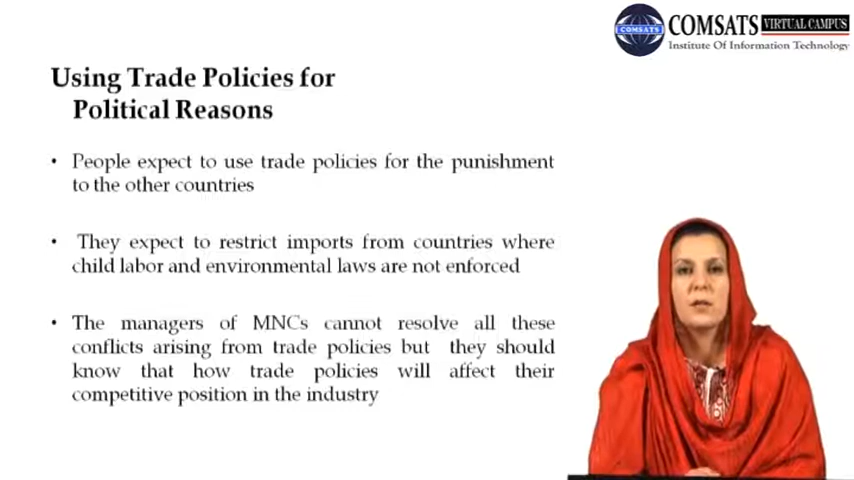 COMSATS VIRTUAL CAMPUS
COMSATS
Institute Of Information Technology
Using Trade Policies for
Political Reasons
• People expect to use trade policies for the punishment
to the other countries
• They expect to restrict imports from countries where
child labor and environmental laws are not enforced
• The managers of MNCs cannot resolve all these
conflicts arising from trade policies but they should
know that how trade policies will affect their
competitive position in the industry